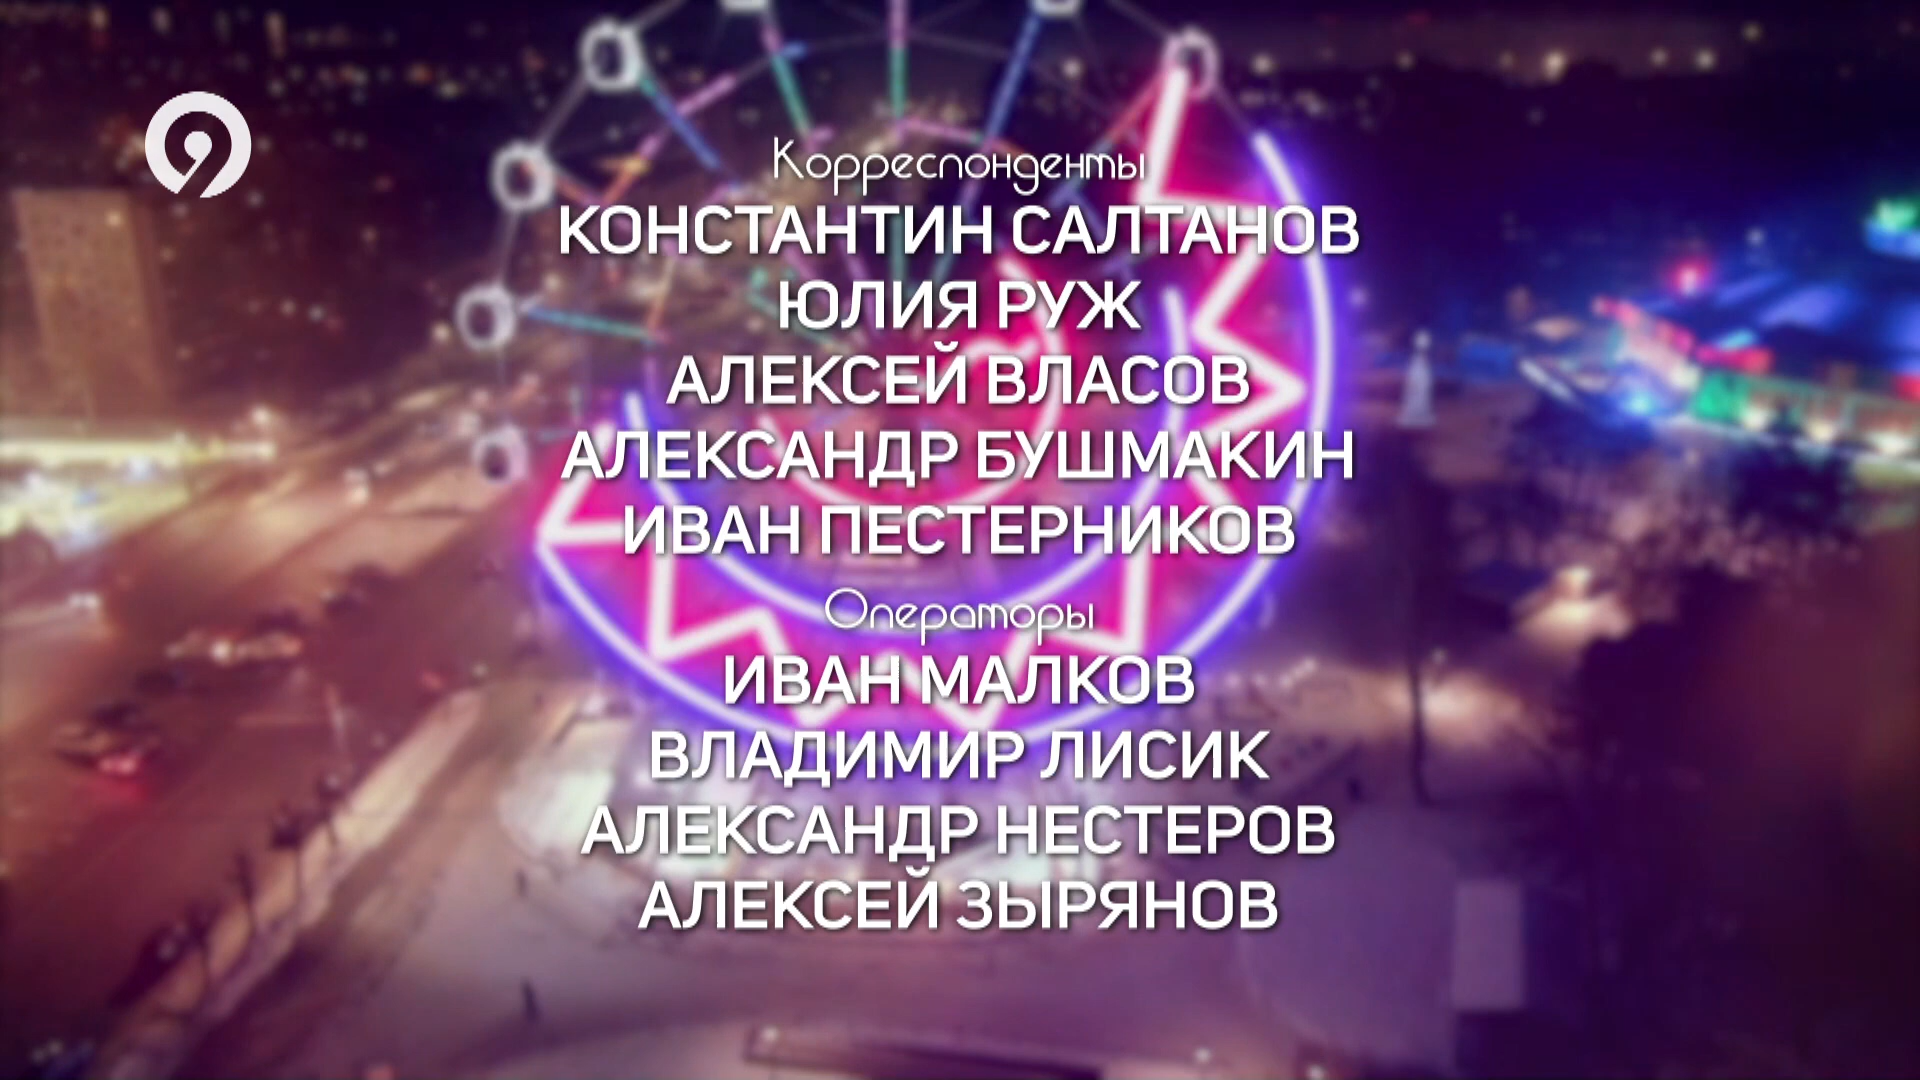 Корреспонденты
КОНСТАНТИН САЛТАНОВ
ЮЛИЯ РУЖ
АЛЕКСЕЙ ВЛАСОВ
АЛЕКСАНДР БУШМАКИН
ИВАН ПЕСТЕРНИКОВ
Операторы
ИВАН МАЛКОВ
ВЛАДИМИР ЛИСИК
АЛЕКСАНДР НЕСТЕРОВ
АЛЕКСЕЙ ЗЫРЯНОВ